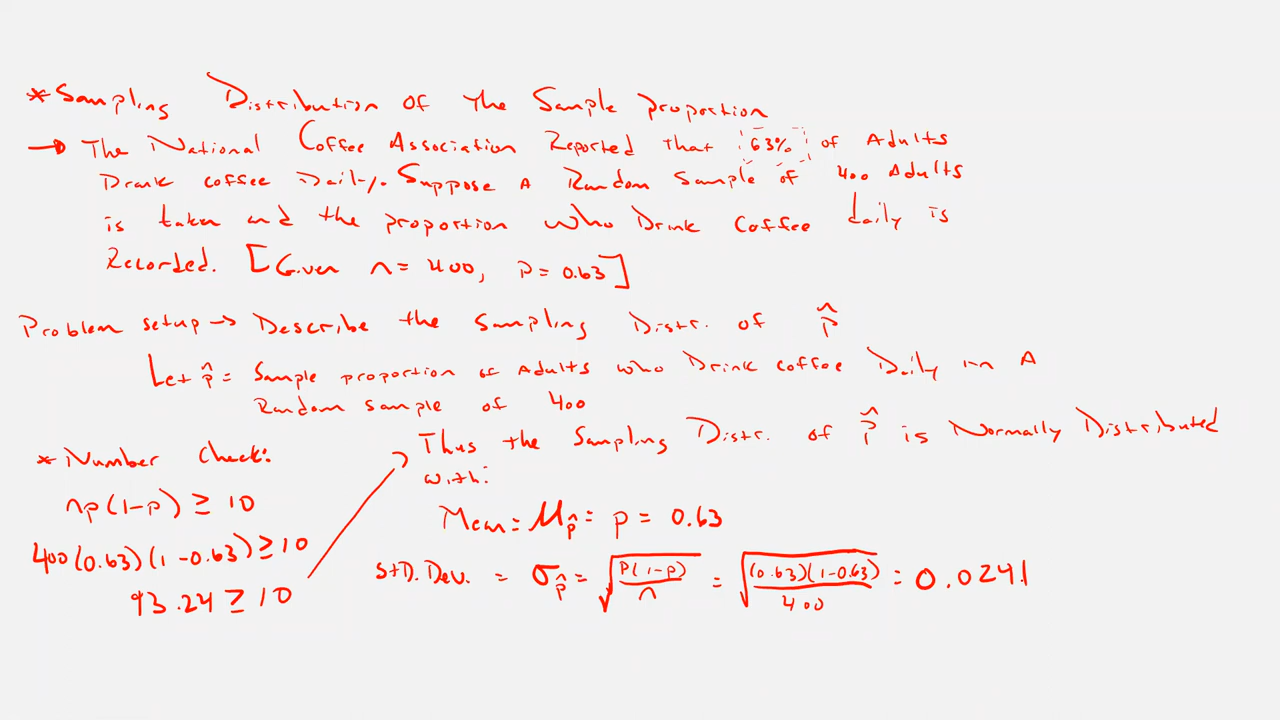 * Sampling Distribution of the Sample proportion
→ The National Coffee Association Reported that 63% of Adults
Drank coffee Daily. Suppose A Random Sample of 400 Adults
is taken and the proportion who Drink Coffee daily is
Recorded. [Given n = 400, p = 0.63]
Problem setup → Describe the Sampling Distr. of p̂
Let p̂ = Sample proportion of Adults who Drink coffee Daily in A
Random Sample of 400
Thus the Sampling Distr. of p̂ is Normally Distributed
with:
* Number Check:
np(1-p) ≥ 10
400(0.63)(1-0.63) ≥ 10
93.24 ≥ 10
Mean = μp̂ = p = 0.63
STD. Dev. = σp̂ = √(p(1-p)/n) = √((0.63)(1-0.63)/400) = 0.0241